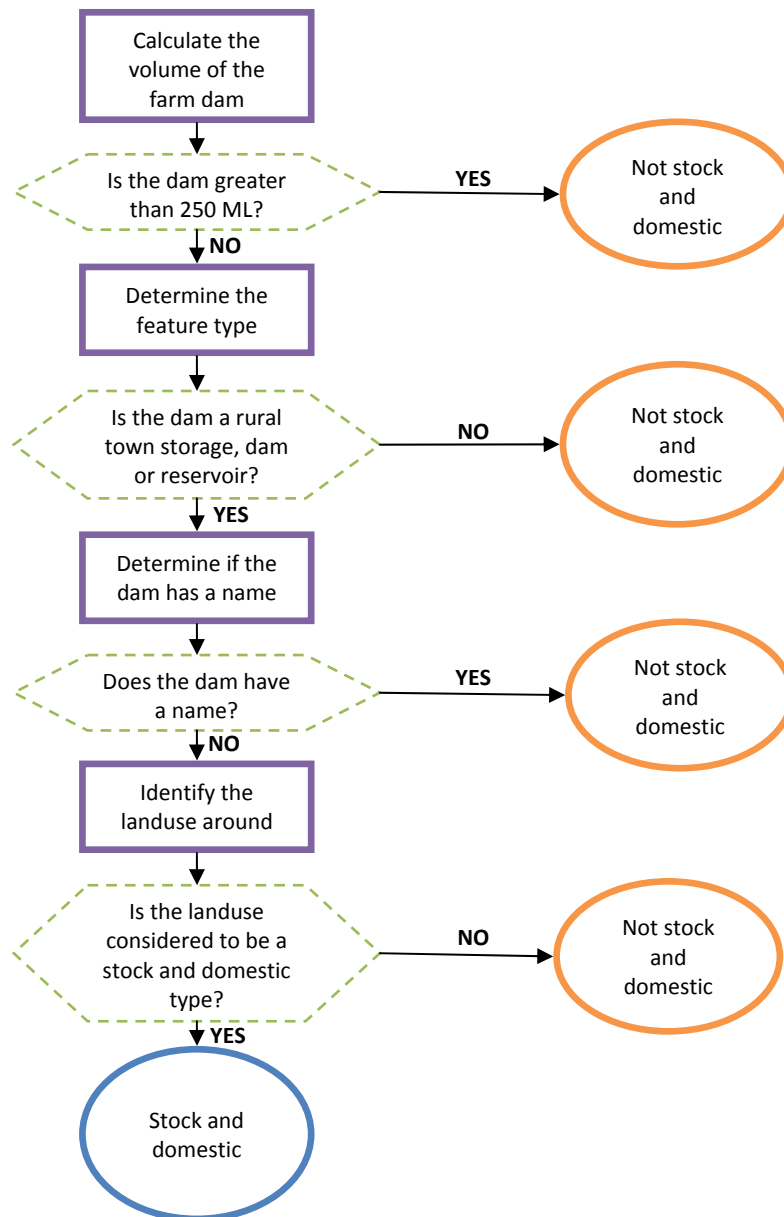 Calculate the
volume of the
farm dam
Is the dam greater
than 250 ML?
YES
Not stock
and
domestic
NO
Determine the
feature type
Is the dam a rural
town storage, dam
or reservoir?
NO
Not stock
and
domestic
YES
Determine if the
dam has a name
Does the dam have
a name?
YES
Not stock
and
domestic
NO
Identify the
landuse around
Is the landuse
considered to be a
stock and domestic
type?
NO
Not stock
and
domestic
YES
Stock and
domestic